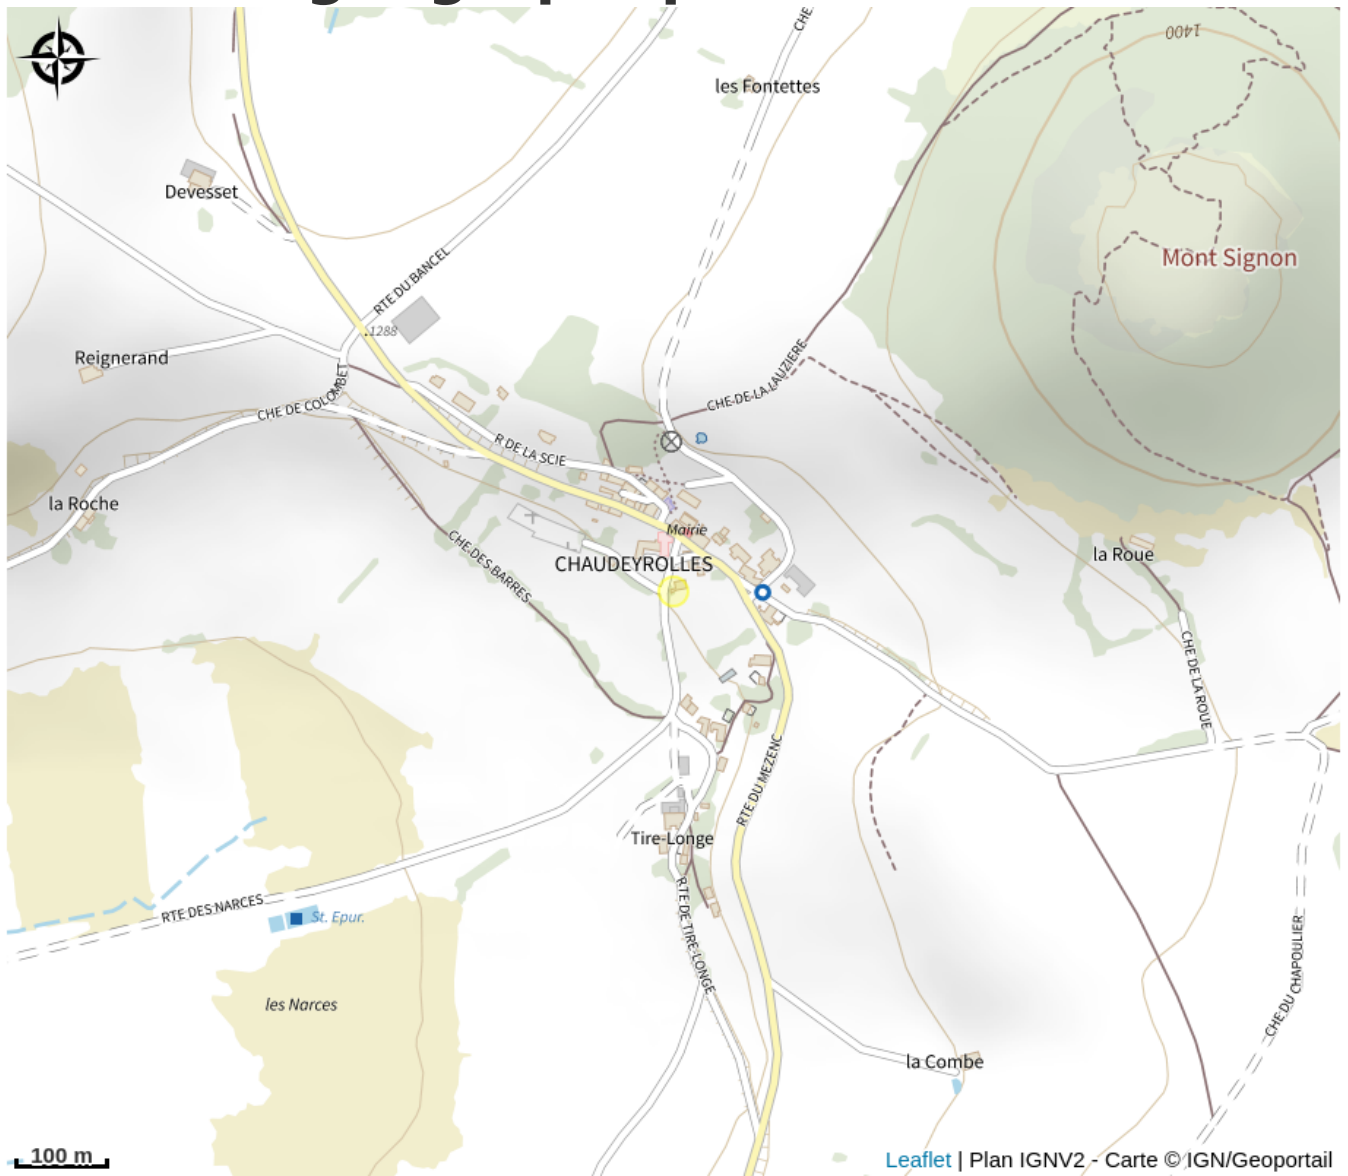 CHE
1400
les Fontettes
Devesset
RTE DU BANCEL
Mont Signon
.1288
Reignerand
CHE DE COLOMBET
CHE DE LA LAUZIERE
R DE LA SCIE
la Roche
Mairie
CHE DES BARRES
CHAUDEYROLLES
la Roue
CHE DE LA ROUE
RTE DU MEZENC
Tire-Longe
RTE DES NARCES
St. Epur.
RTE DE TIRE-LONGE
les Narces
CHE DU CHAPOULIER
la Combe
100 m
Leaflet | Plan IGNV2 - Carte © IGN/Geoportail